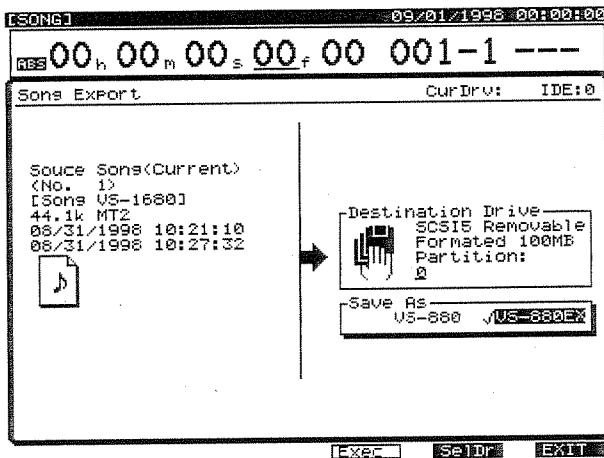 [SONG] 09/01/1998 00:00:00
ABS 00h 00m 00s 00f 00 001-1 ---
Song Export CurDrv: IDE:0
Souce Song(Current)
(No. 1)
[Song VS-1680]
44.1k MT2
08/31/1998 10:21:10
08/31/1998 10:27:32
Destination Drive
SCSI5 Removable
Formated 100MB
Partition:
0
Save As
VS-880 √VS-880EX
Exec SelDr EXIT